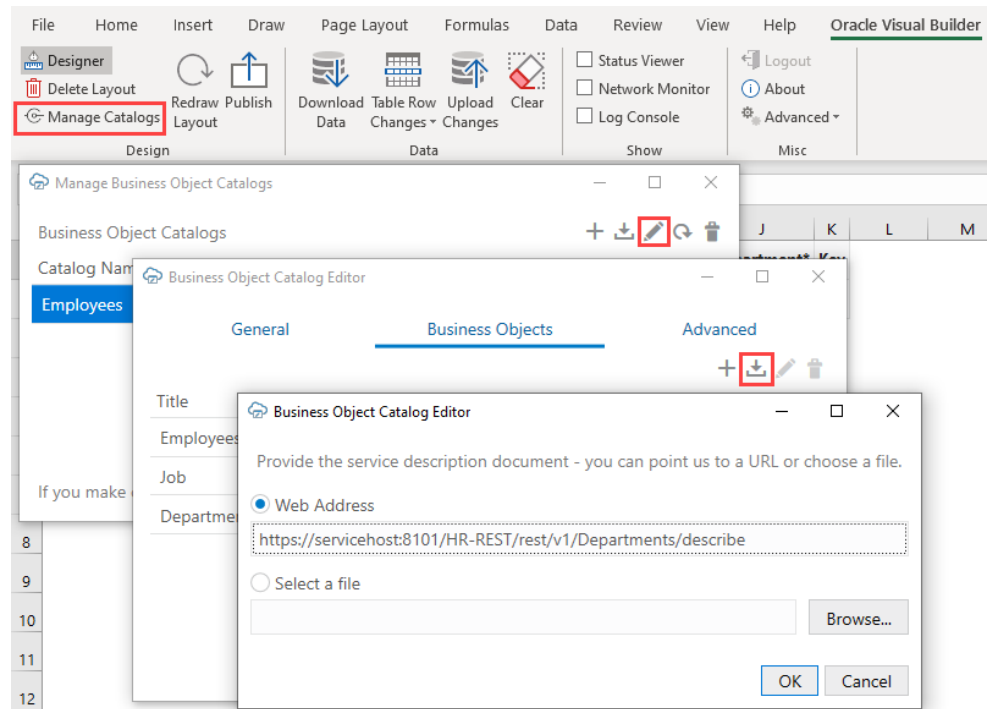 File Home Insert Draw Page Layout Formulas Data Review View Help Oracle Visual Builder
Designer
Delete Layout
Manage Catalogs
Redraw Layout
Publish
Design
Download Data
Table Row Changes
Upload Changes
Clear
Data
Status Viewer
Network Monitor
Log Console
Show
Logout
About
Advanced
Misc
Manage Business Object Catalogs
Business Object Catalogs
J K L M
Catalog Nam
Employees
If you make
Business Object Catalog Editor
General Business Objects Advanced
Title
Employees
Job
Departme
Business Object Catalog Editor
Provide the service description document - you can point us to a URL or choose a file.
Web Address
https://servicehost:8101/HR-REST/rest/v1/Departments/describe
Select a file
Browse...
OK Cancel
8
9
10
11
12